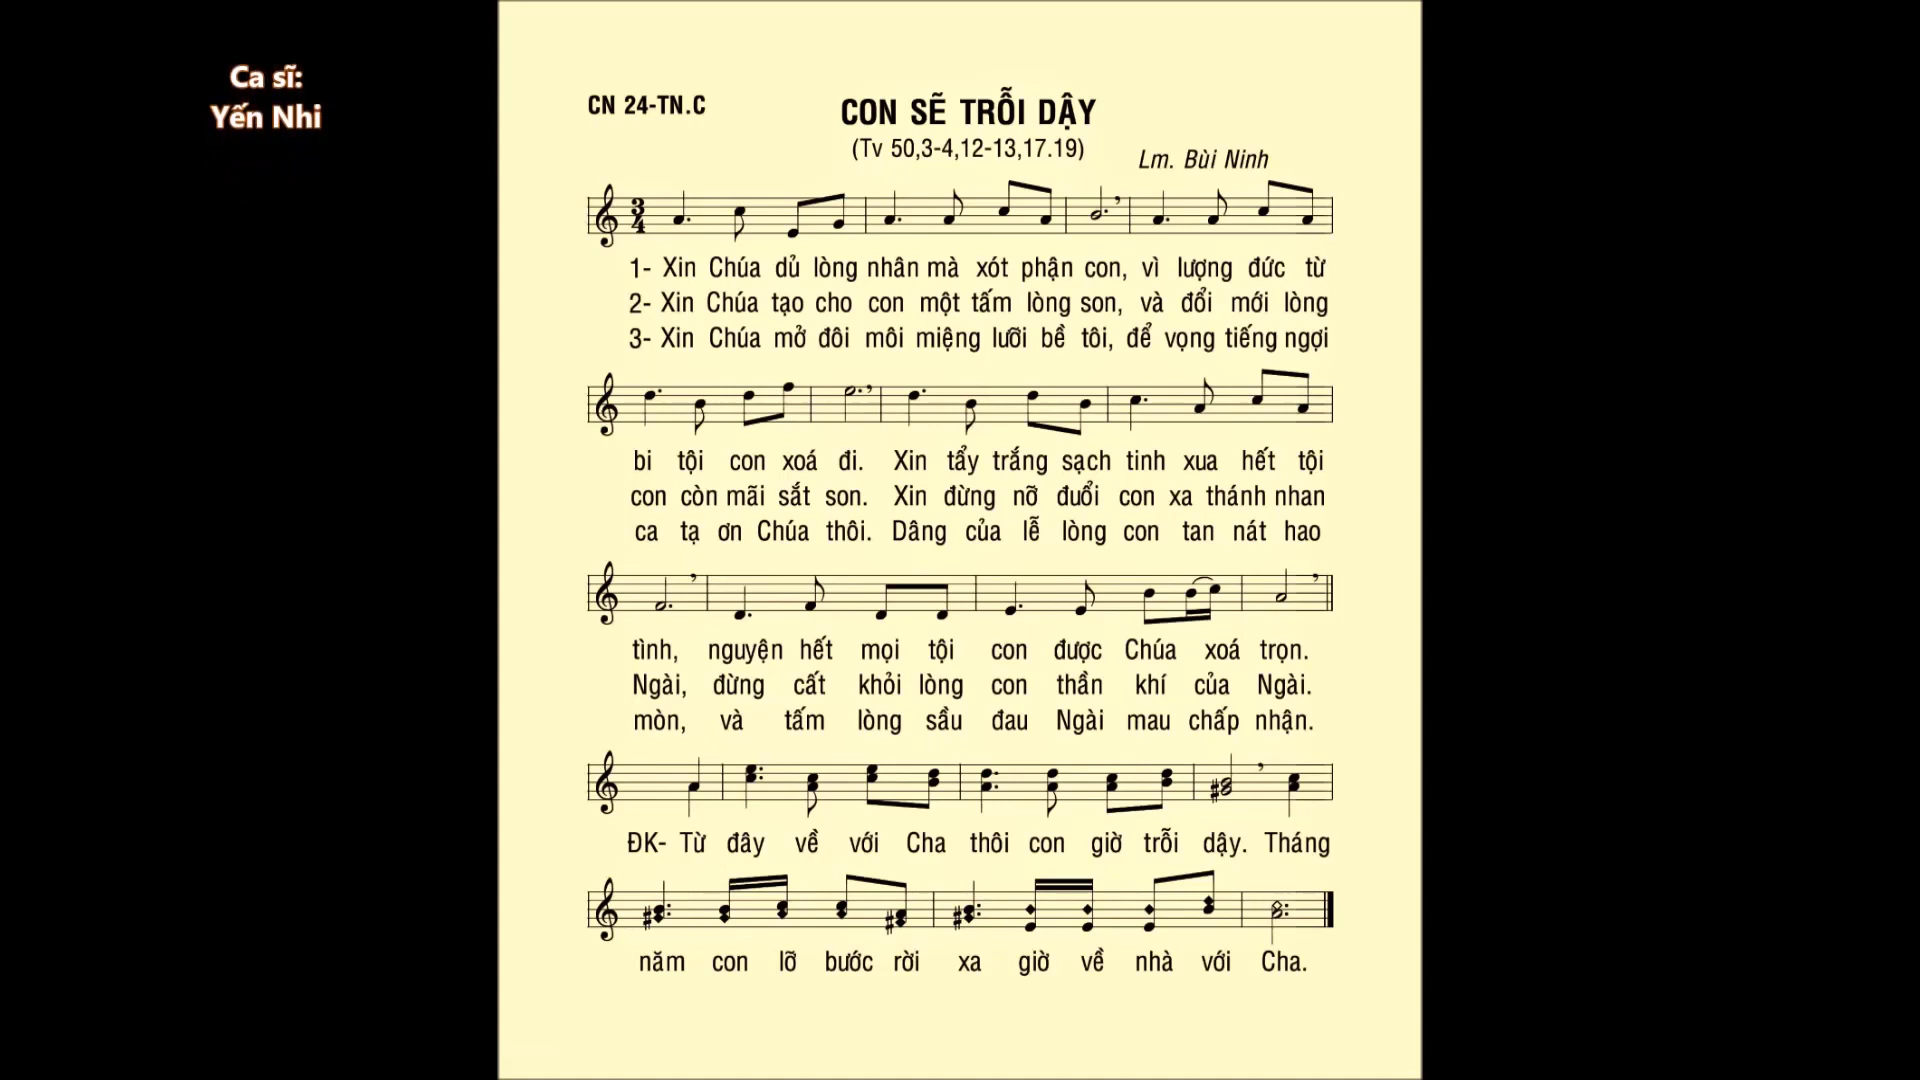 Ca sĩ:
Yến Nhi
CN 24-TN.C
CON SẼ TRỖI DẬY
(Tv 50,3-4,12-13,17.19)
Lm. Bùi Ninh
1- Xin Chúa dủ lòng nhân mà xót phận con, vì lượng đức từ
2- Xin Chúa tạo cho con một tấm lòng son, và đổi mới lòng
3- Xin Chúa mở đôi môi miệng lưỡi bề tôi, để vọng tiếng ngợi
bi tội con xoá đi. Xin tẩy trắng sạch tinh xua hết tội
con còn mãi sắt son. Xin đừng nỡ đuổi con xa thánh nhan
ca tạ ơn Chúa thôi. Dâng của lễ lòng con tan nát hao
tình, nguyện hết mọi tội con được Chúa xoá trọn.
Ngài, đừng cất khỏi lòng con thần khí của Ngài.
mòn, và tấm lòng sầu đau Ngài mau chấp nhận.
ĐK- Từ đây về với Cha thôi con giờ trỗi dậy. Tháng
năm con lỡ bước rời xa giờ về nhà với Cha.